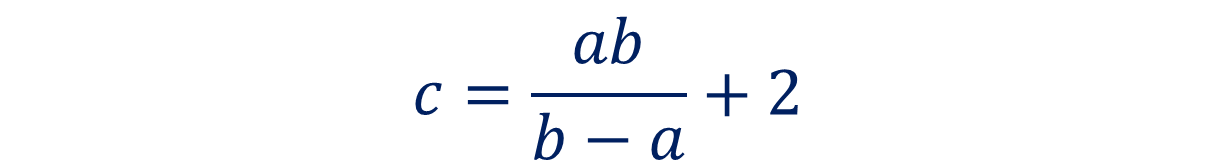 c = ab / (b − a) + 2